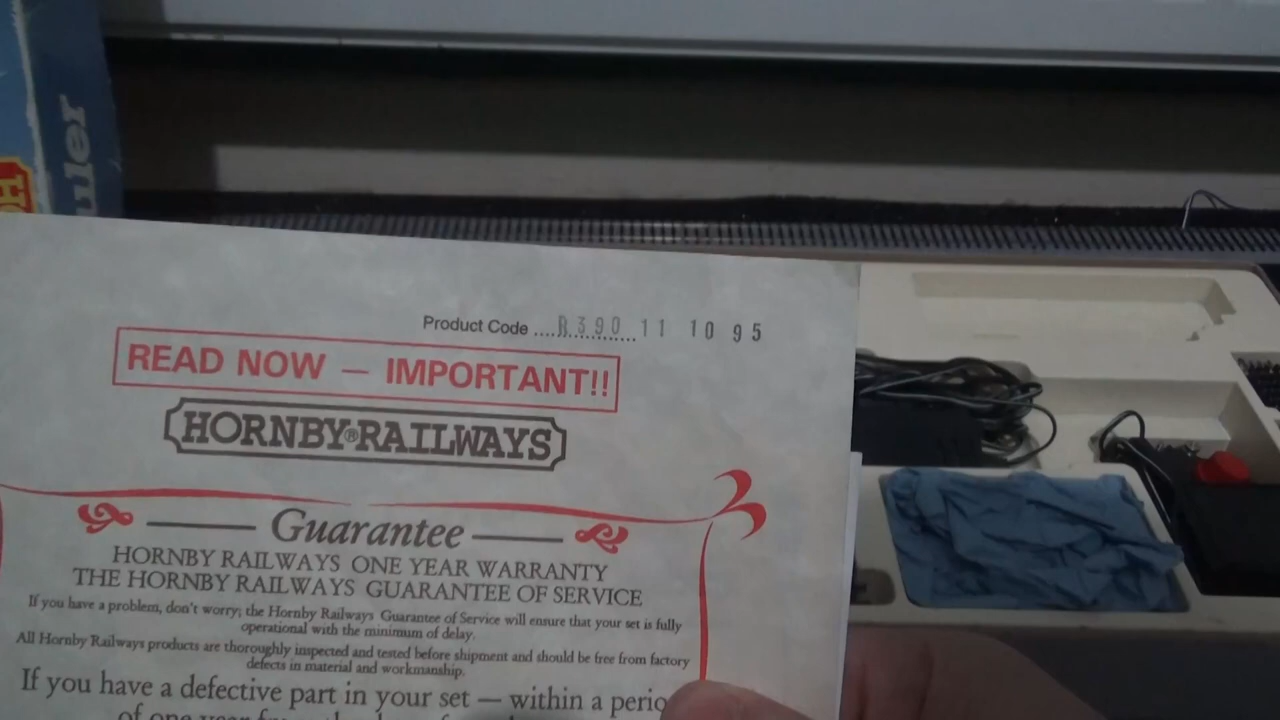 uler
Product Code ....R390 11 10 95
READ NOW — IMPORTANT!!
HORNBY®RAILWAYS
Guarantee
HORNBY RAILWAYS ONE YEAR WARRANTY
THE HORNBY RAILWAYS GUARANTEE OF SERVICE
If you have a problem, don't worry; the Hornby Railways Guarantee of Service will ensure that your set is fully
operational with the minimum of delay.
All Hornby Railways products are thoroughly inspected and tested before shipment and should be free from factory
defects in material and workmanship.
If you have a defective part in your set — within a perio
of one year